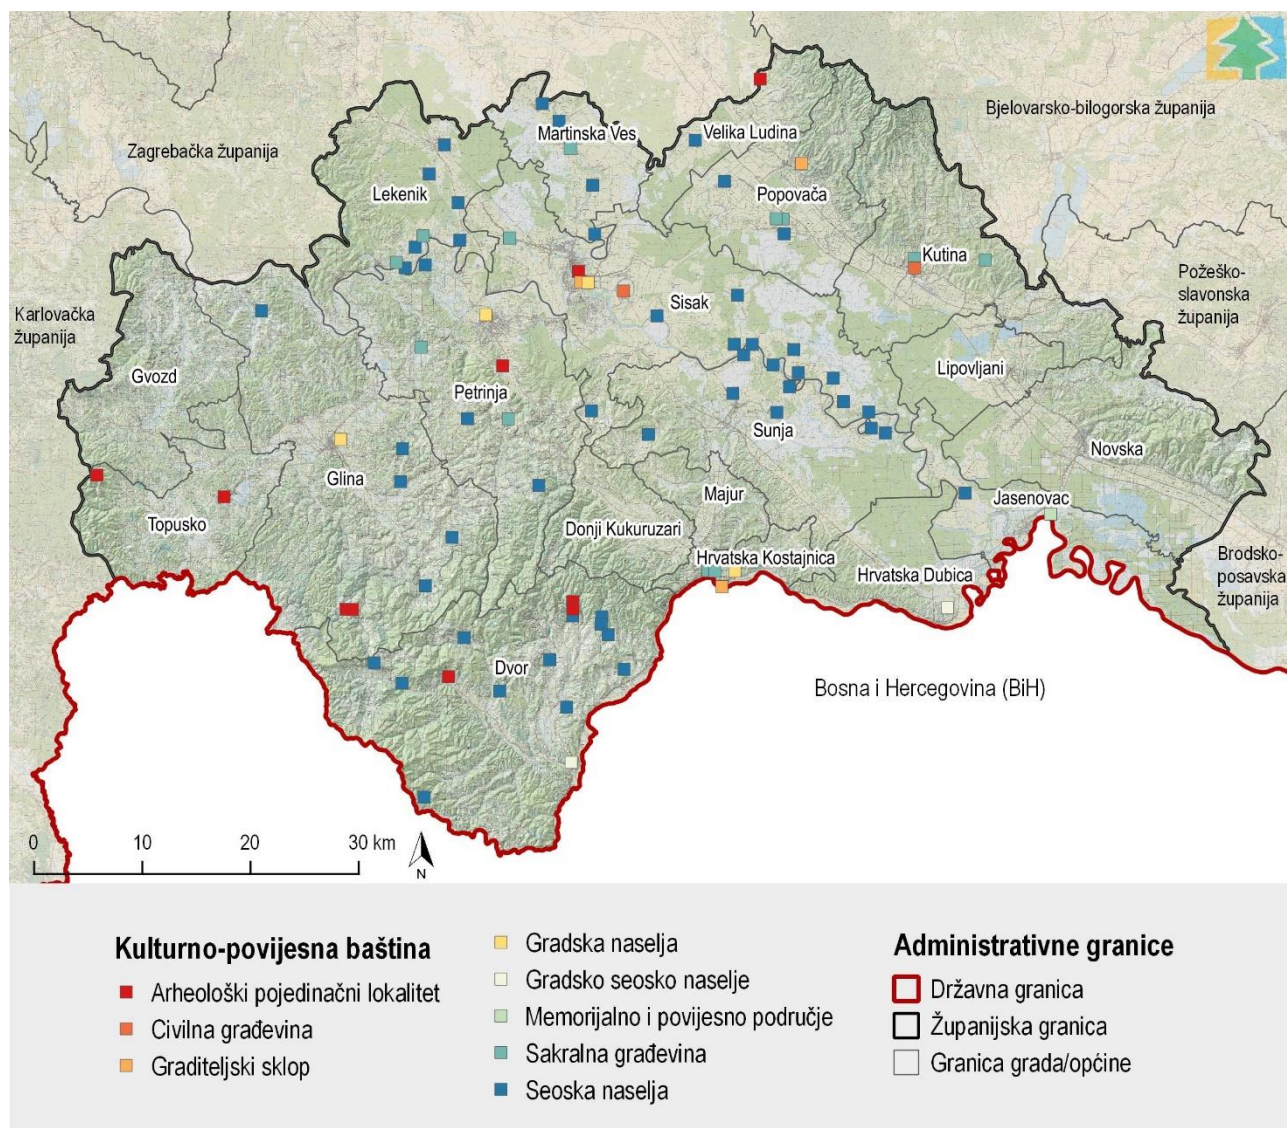 Bjelovarsko-bilogorska županija
Zagrebačka županija
Martinska Ves
Velika Ludina
Lekenik
Popovača
Kutina
Požeško-
slavonska
županija
Karlovačka
županija
Sisak
Gvozd
Lipovljani
Petrinja
Sunja
Novska
Glina
Majur
Jasenovac
Topusko
Donji Kukuruzari
Hrvatska Kostajnica
Hrvatska Dubica
Brodsko-
posavska
županija
Dvor
Bosna i Hercegovina (BiH)
0 10 20 30 km
N
Kulturno-povijesna baština
Arheološki pojedinačni lokalitet
Civilna građevina
Graditeljski sklop
Gradska naselja
Gradsko seosko naselje
Memorijalno i povijesno područje
Sakralna građevina
Seoska naselja
Administrativne granice
Državna granica
Županijska granica
Granica grada/općine